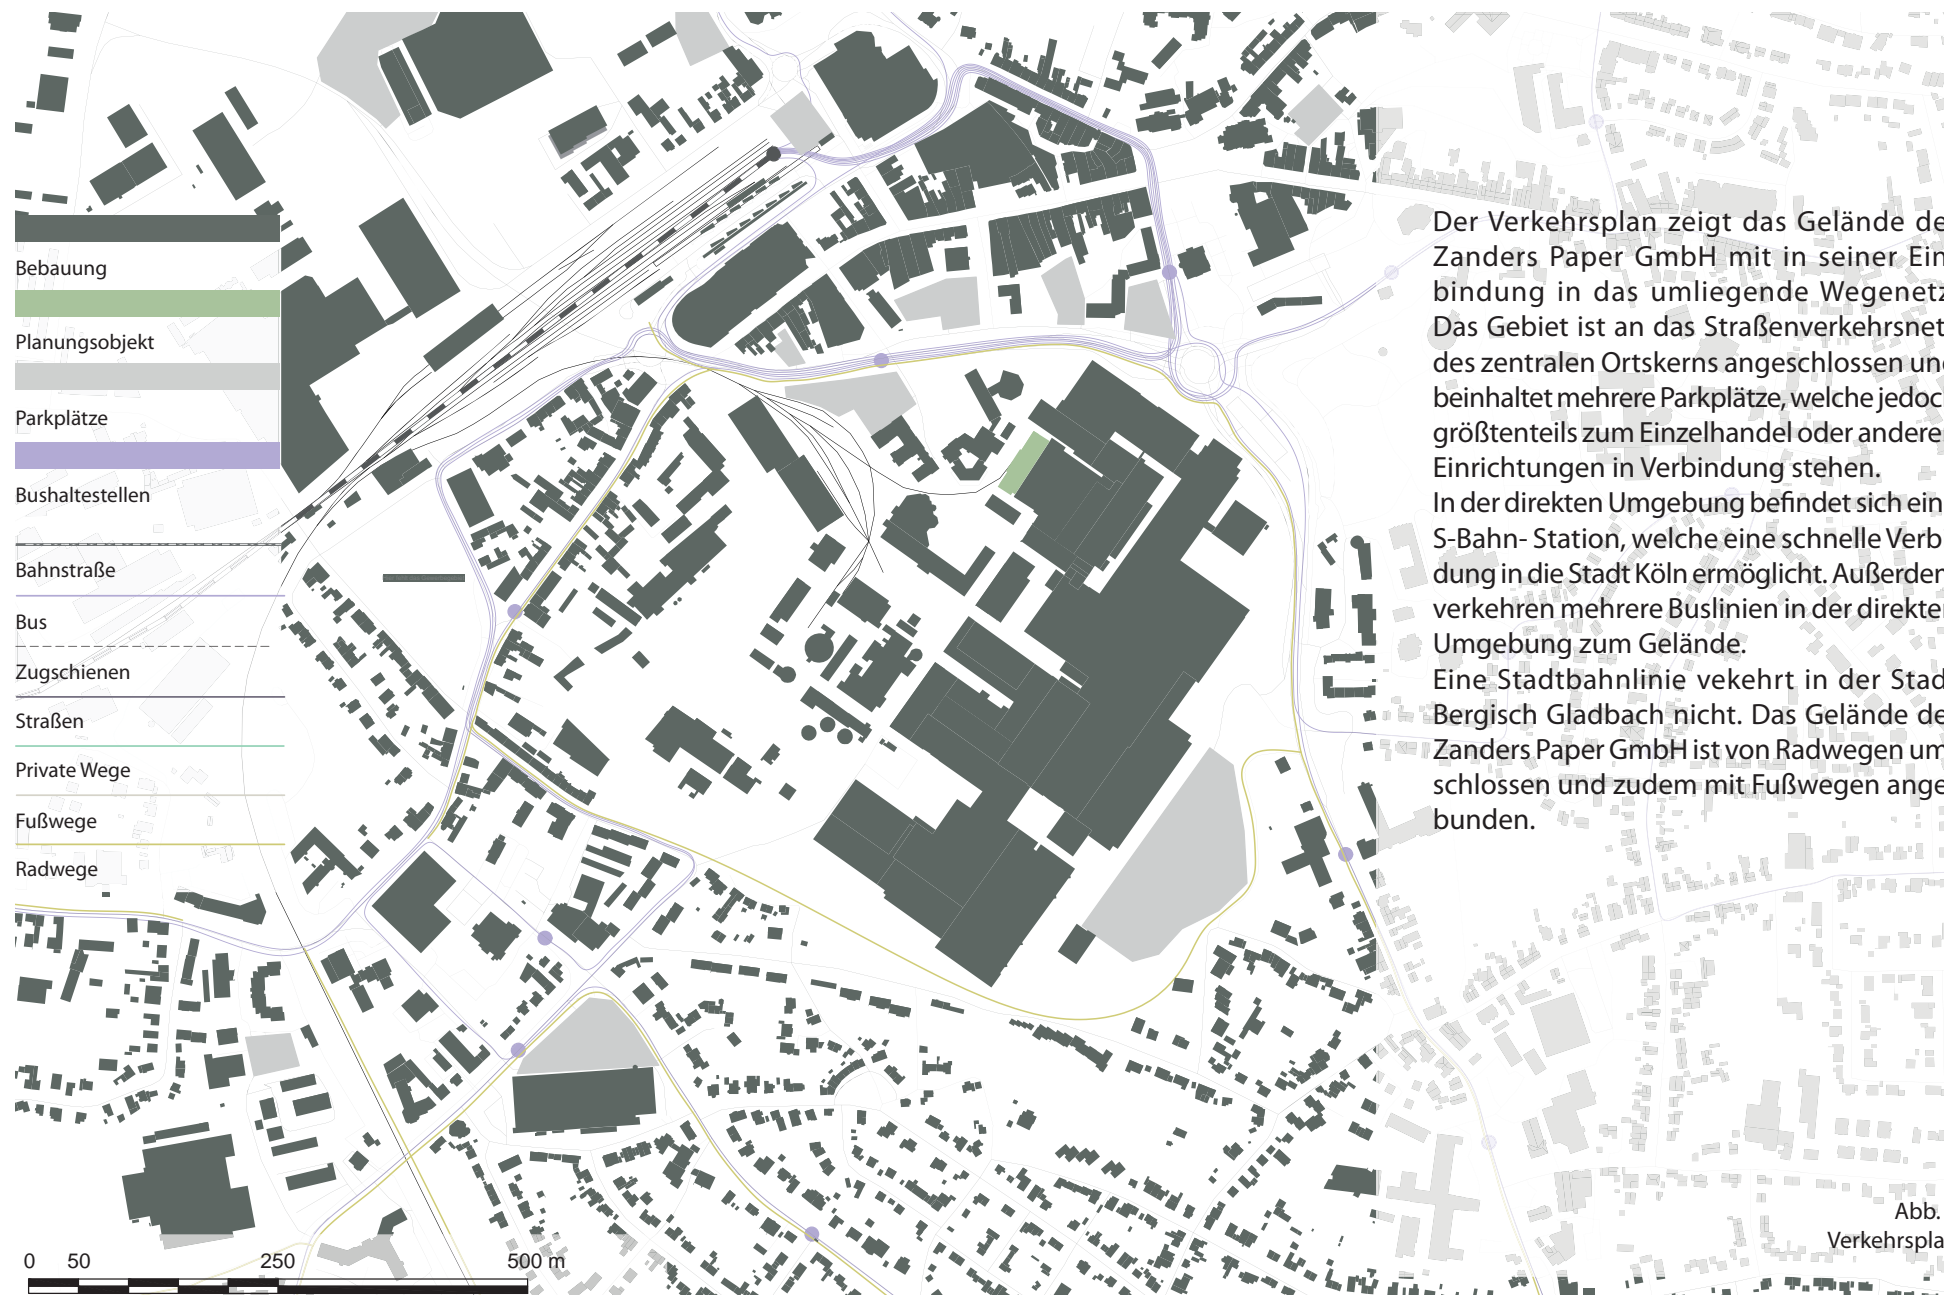 Bebauung
Planungsobjekt
Parkplätze
Bushaltestellen
Bahnstraße
Bus
Zugschienen
Straßen
Private Wege
Fußwege
Radwege
0 50 250 500 m
Der Verkehrsplan zeigt das Gelände de
Zanders Paper GmbH mit in seiner Ein
bindung in das umliegende Wegenetz
Das Gebiet ist an das Straßenverkehrsnet
des zentralen Ortskerns angeschlossen und
beinhaltet mehrere Parkplätze, welche jedoch
größtenteils zum Einzelhandel oder andere
Einrichtungen in Verbindung stehen.
In der direkten Umgebung befindet sich ein
S-Bahn- Station, welche eine schnelle Verb
dung in die Stadt Köln ermöglicht. Außerdem
verkehren mehrere Buslinien in der direkten
Umgebung zum Gelände.
Eine Stadtbahnlinie vekehrt in der Stad
Bergisch Gladbach nicht. Das Gelände de
Zanders Paper GmbH ist von Radwegen um
schlossen und zudem mit Fußwegen ange
bunden.
Abb.
Verkehrspla